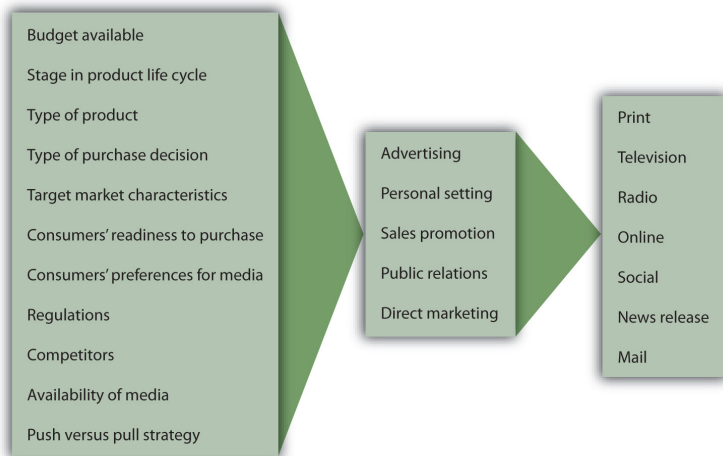 Budget available
Stage in product life cycle
Type of product
Type of purchase decision
Target market characteristics
Consumers’ readiness to purchase
Consumers’ preferences for media
Regulations
Competitors
Availability of media
Push versus pull strategy
Advertising
Personal setting
Sales promotion
Public relations
Direct marketing
Print
Television
Radio
Online
Social
News release
Mail